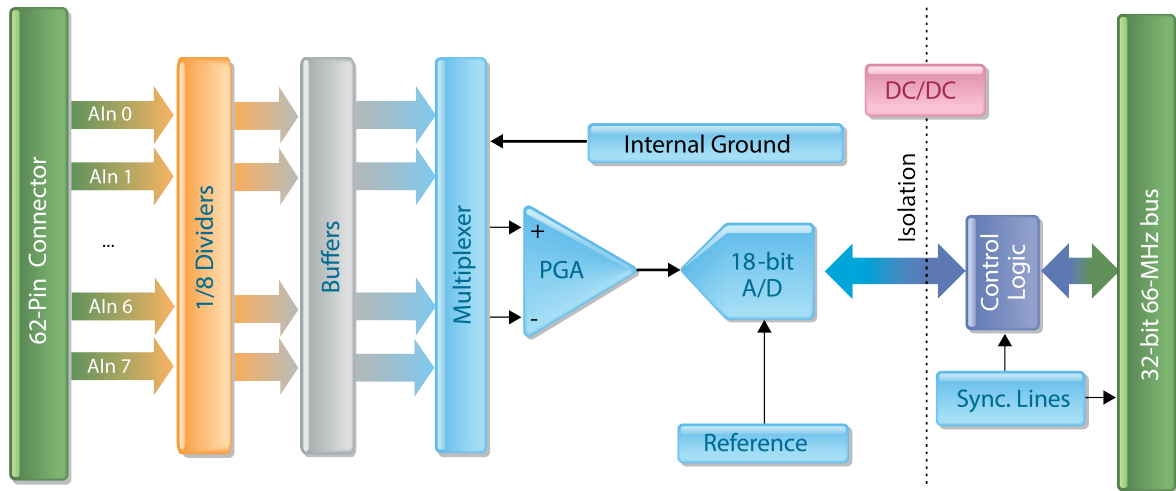 62-Pin Connector
AIn 0
AIn 1
...
AIn 6
AIn 7
1/8 Dividers
Buffers
Multiplexer
Internal Ground
+
PGA
-
18-bit
A/D
Reference
DC/DC
Isolation
Control
Logic
Sync. Lines
32-bit 66-MHz bus